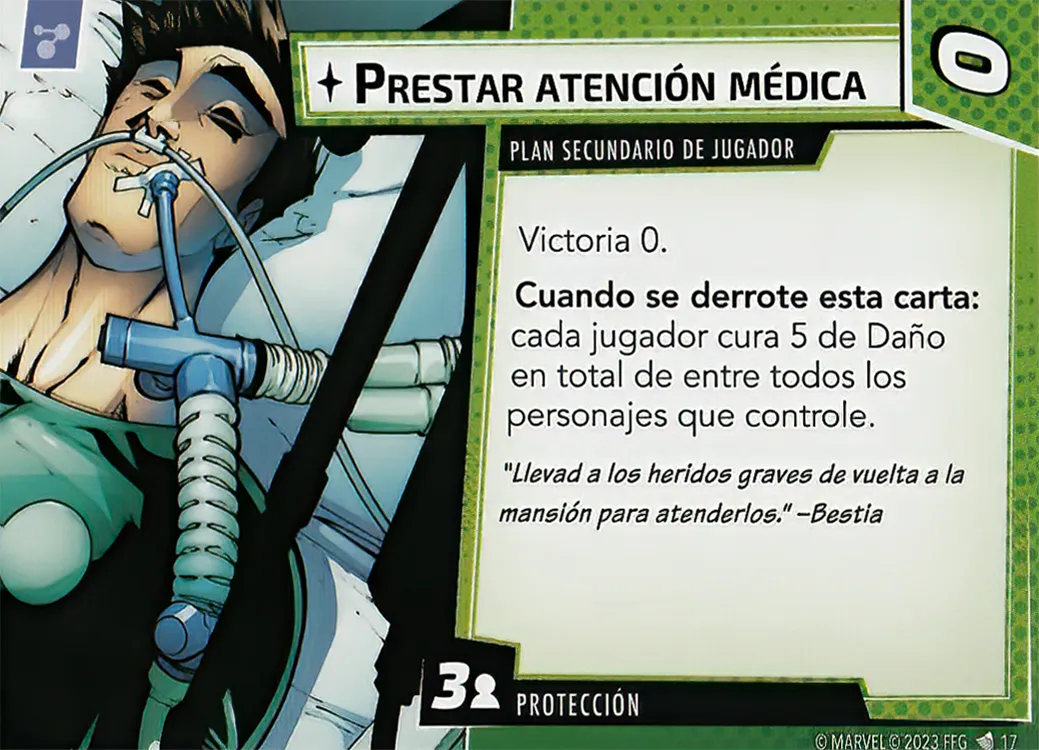 PRESTAR ATENCIÓN MÉDICA
0
PLAN SECUNDARIO DE JUGADOR
Victoria 0.
Cuando se derrote esta carta:
cada jugador cura 5 de Daño
en total de entre todos los
personajes que controle.
"Llevad a los heridos graves de vuelta a la
mansión para atenderlos." –Bestia
3
PROTECCIÓN
© MARVEL © 2023 FFG 17